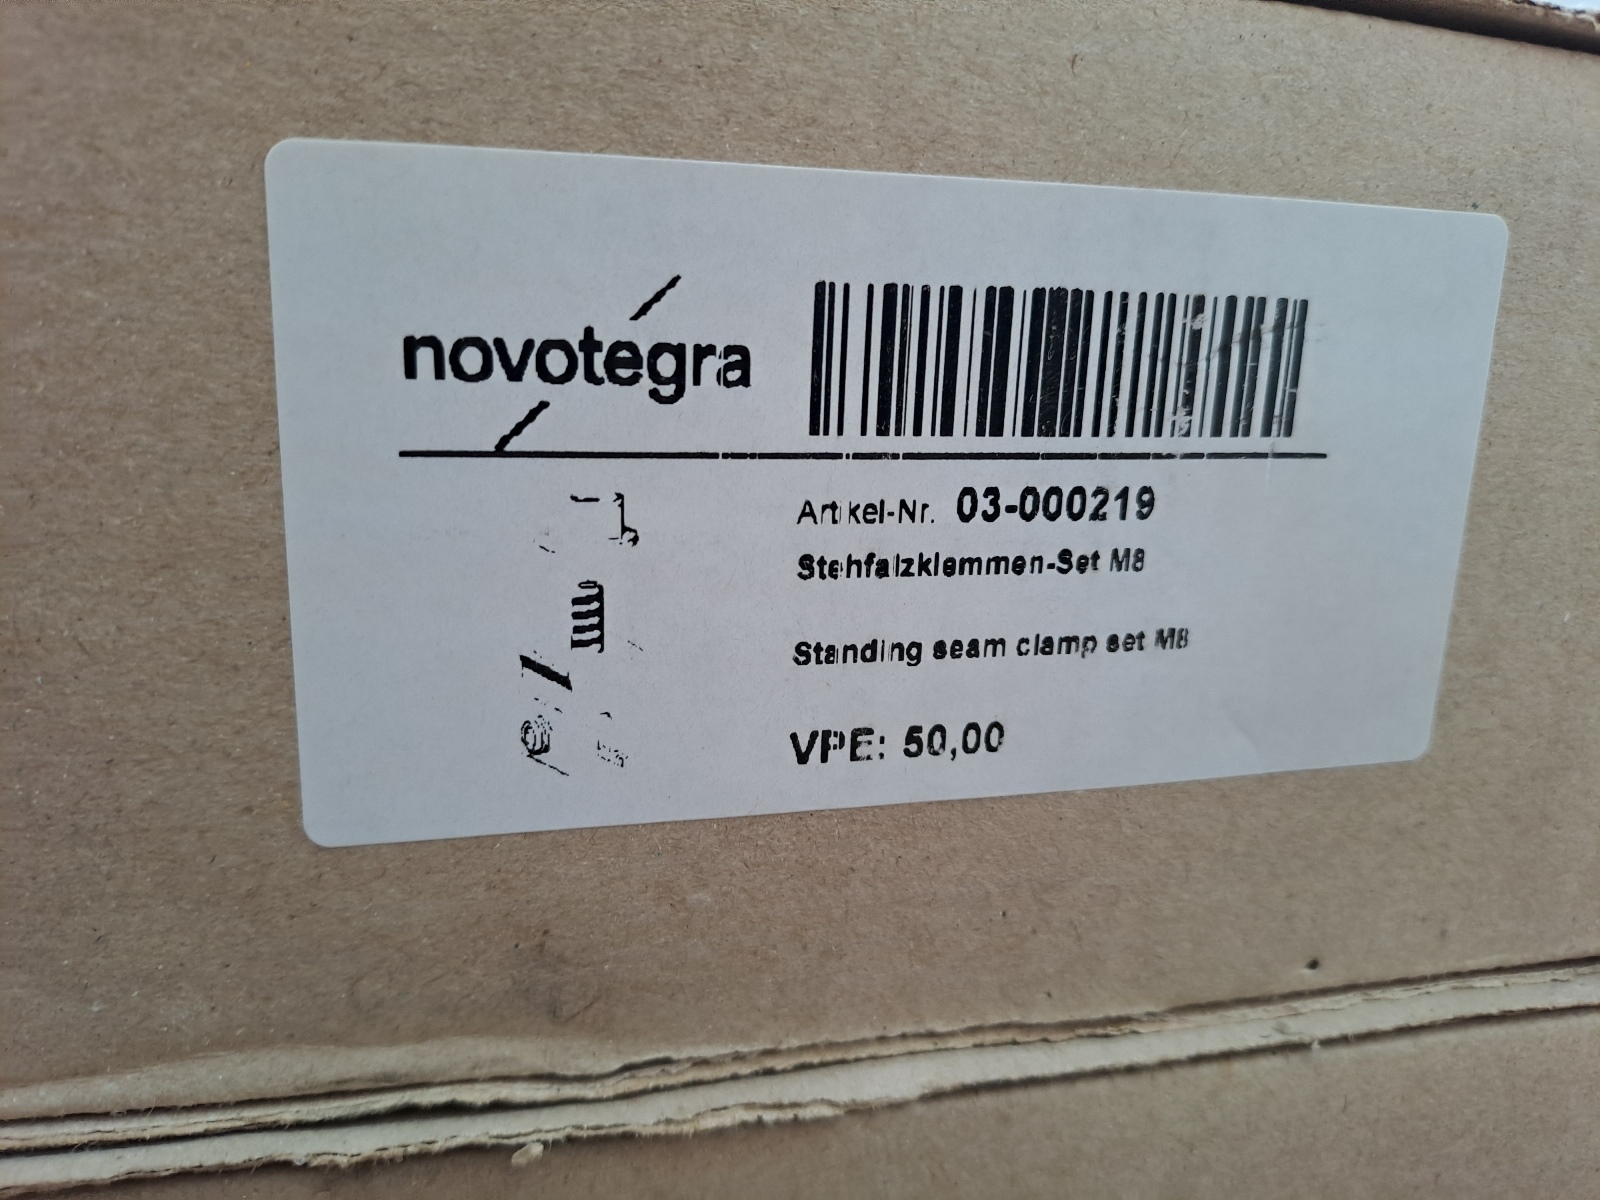 novotegra
Artikel-Nr. 03-000219
Stehfalzklemmen-Set M8
Standing seam clamp set M8
VPE: 50,00